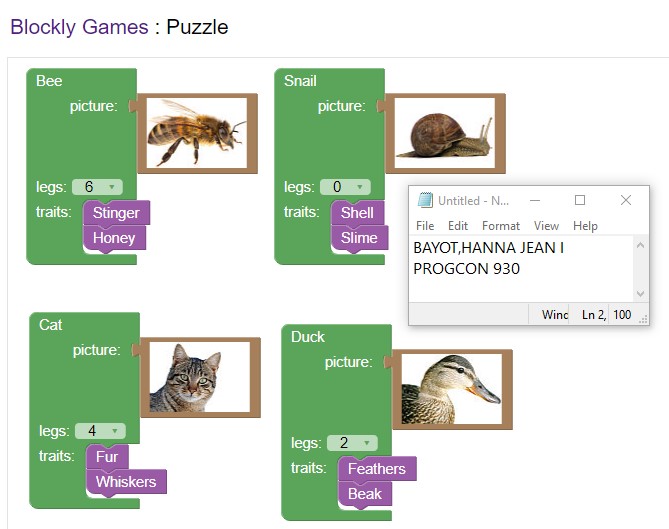 Blockly Games : Puzzle
Bee
picture:
legs: 6
traits: Stinger
Honey
Snail
picture:
legs: 0
traits: Shell
Slime
Untitled - N...
File Edit Format View Help
BAYOT,HANNA JEAN I
PROGCON 930
Wind Ln 2, 100
Cat
picture:
legs: 4
traits: Fur
Whiskers
Duck
picture:
legs: 2
traits: Feathers
Beak